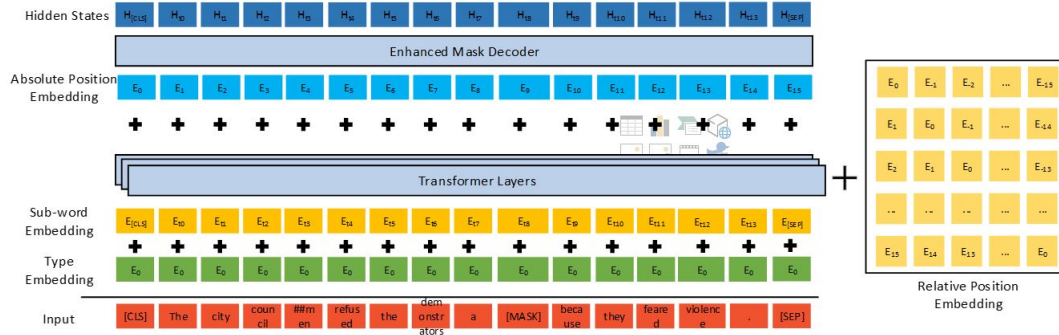 Hidden States H[CLS] Ht0 Ht1 Ht2 Ht3 Ht4 Ht5 Ht6 Ht7 Ht8 Ht9 Ht10 Ht11 Ht12 Ht13 H[SEP]
Enhanced Mask Decoder
Absolute Position
Embedding
E0 E1 E2 E3 E4 E5 E6 E7 E8 E9 E10 E11 E12 E13 E14 E15
+ + + + + + + + + + + + + + + +
Transformer Layers
+
Sub-word
Embedding
E[CLS] Et0 Et1 Et2 Et3 Et4 Et5 Et6 Et7 Et8 Et9 Et10 Et11 Et12 Et13 E[SEP]
+ + + + + + + + + + + + + + + +
Type
Embedding
E0 E0 E0 E0 E0 E0 E0 E0 E0 E0 E0 E0 E0 E0 E0 E0
Input
[CLS]
The
city
coun
cil
##m
en
refus
ed
the
dem
onstr
ators
a
[MASK]
beca
use
they
feare
d
violenc
e
.
[SEP]
E0 E-1 E-2 ... E-15
E1 E0 E-1 ... E-14
E2 E1 E0 ... E-13
... ... ... ... ...
E15 E14 E13 ... E0
Relative Position
Embedding